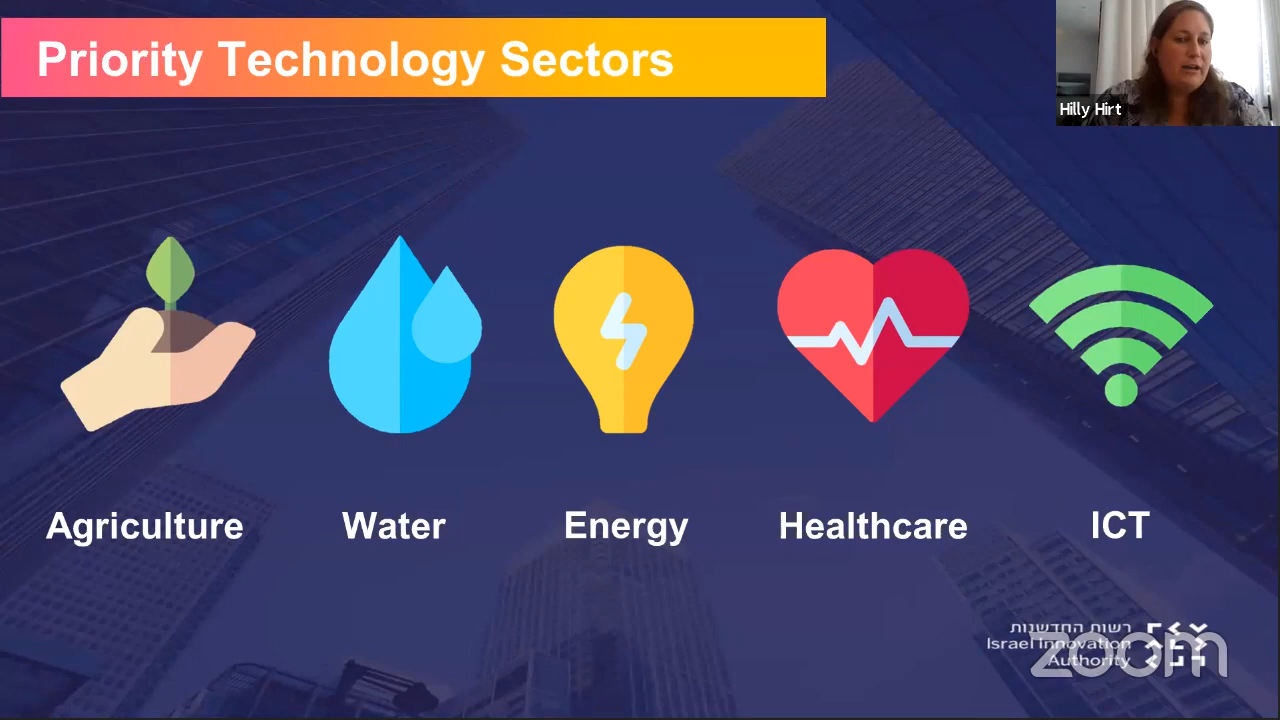 Priority Technology Sectors
Hilly Hirt
Agriculture
Water
Energy
Healthcare
ICT
רשות החדשנות
Israel Innovation
Authority
zoom